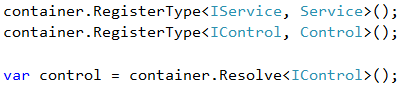 container.RegisterType<IService, Service>();
container.RegisterType<IControl, Control>();
var control = container.Resolve<IControl>();